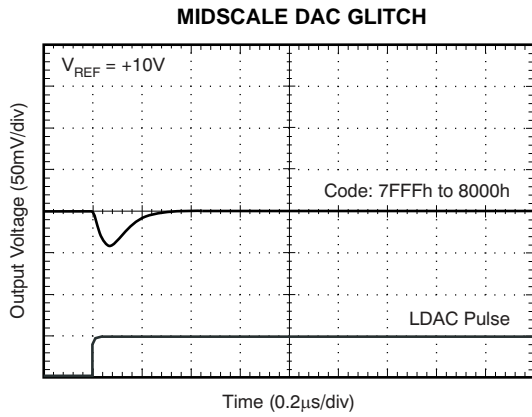 MIDSCALE DAC GLITCH
V_REF = +10V
Output Voltage (50mV/div)
Code: 7FFFh to 8000h
LDAC Pulse
Time (0.2µs/div)